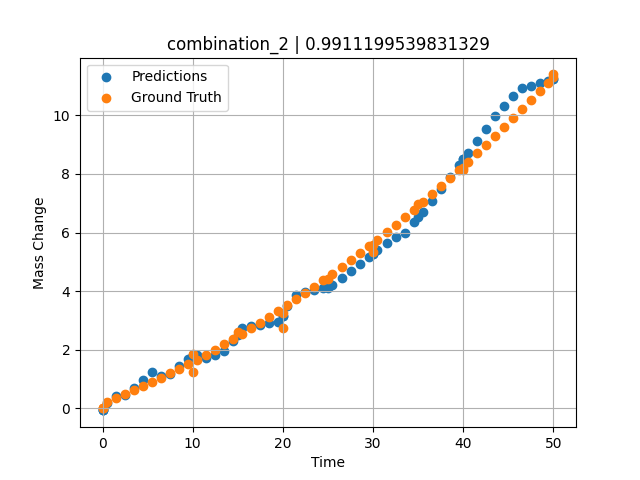 combination_2 | 0.9911199539831329
Predictions
Ground Truth
10
8
6
4
2
0
Mass Change
0 10 20 30 40 50
Time